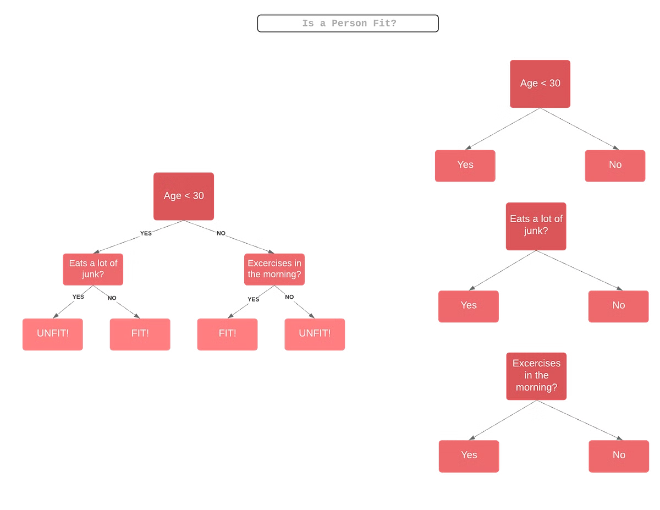 Is a Person Fit?
Age < 30
YES
NO
Eats a lot of
junk?
Excercises in
the morning?
YES
NO
YES
NO
UNFIT!
FIT!
FIT!
UNFIT!
Age < 30
Yes
No
Eats a lot of
junk?
Yes
No
Excercises
in the
morning?
Yes
No